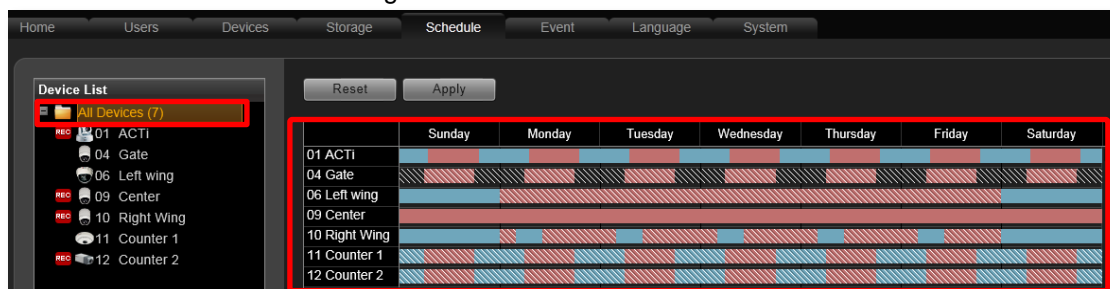 Home Users Devices Storage Schedule Event Language System
Device List
Reset Apply
All Devices (7)
REC 01 ACTi
04 Gate
06 Left wing
REC 09 Center
REC 10 Right Wing
11 Counter 1
REC 12 Counter 2
Sunday Monday Tuesday Wednesday Thursday Friday Saturday
01 ACTi
04 Gate
06 Left wing
09 Center
10 Right Wing
11 Counter 1
12 Counter 2